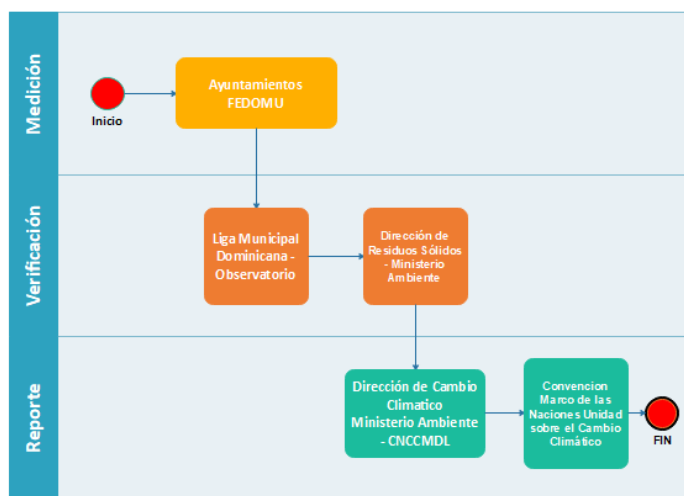 Medición
Inicio
Ayuntamientos
FEDOMU
Verificación
Liga Municipal
Dominicana -
Observatorio
Dirección de
Residuos Sólidos
- Ministerio
Ambiente
Reporte
Dirección de Cambio
Climatico
Ministerio Ambiente
- CNCCMDL
Convencion
Marco de las
Naciones Unidad
sobre el Cambio
Climático
FIN